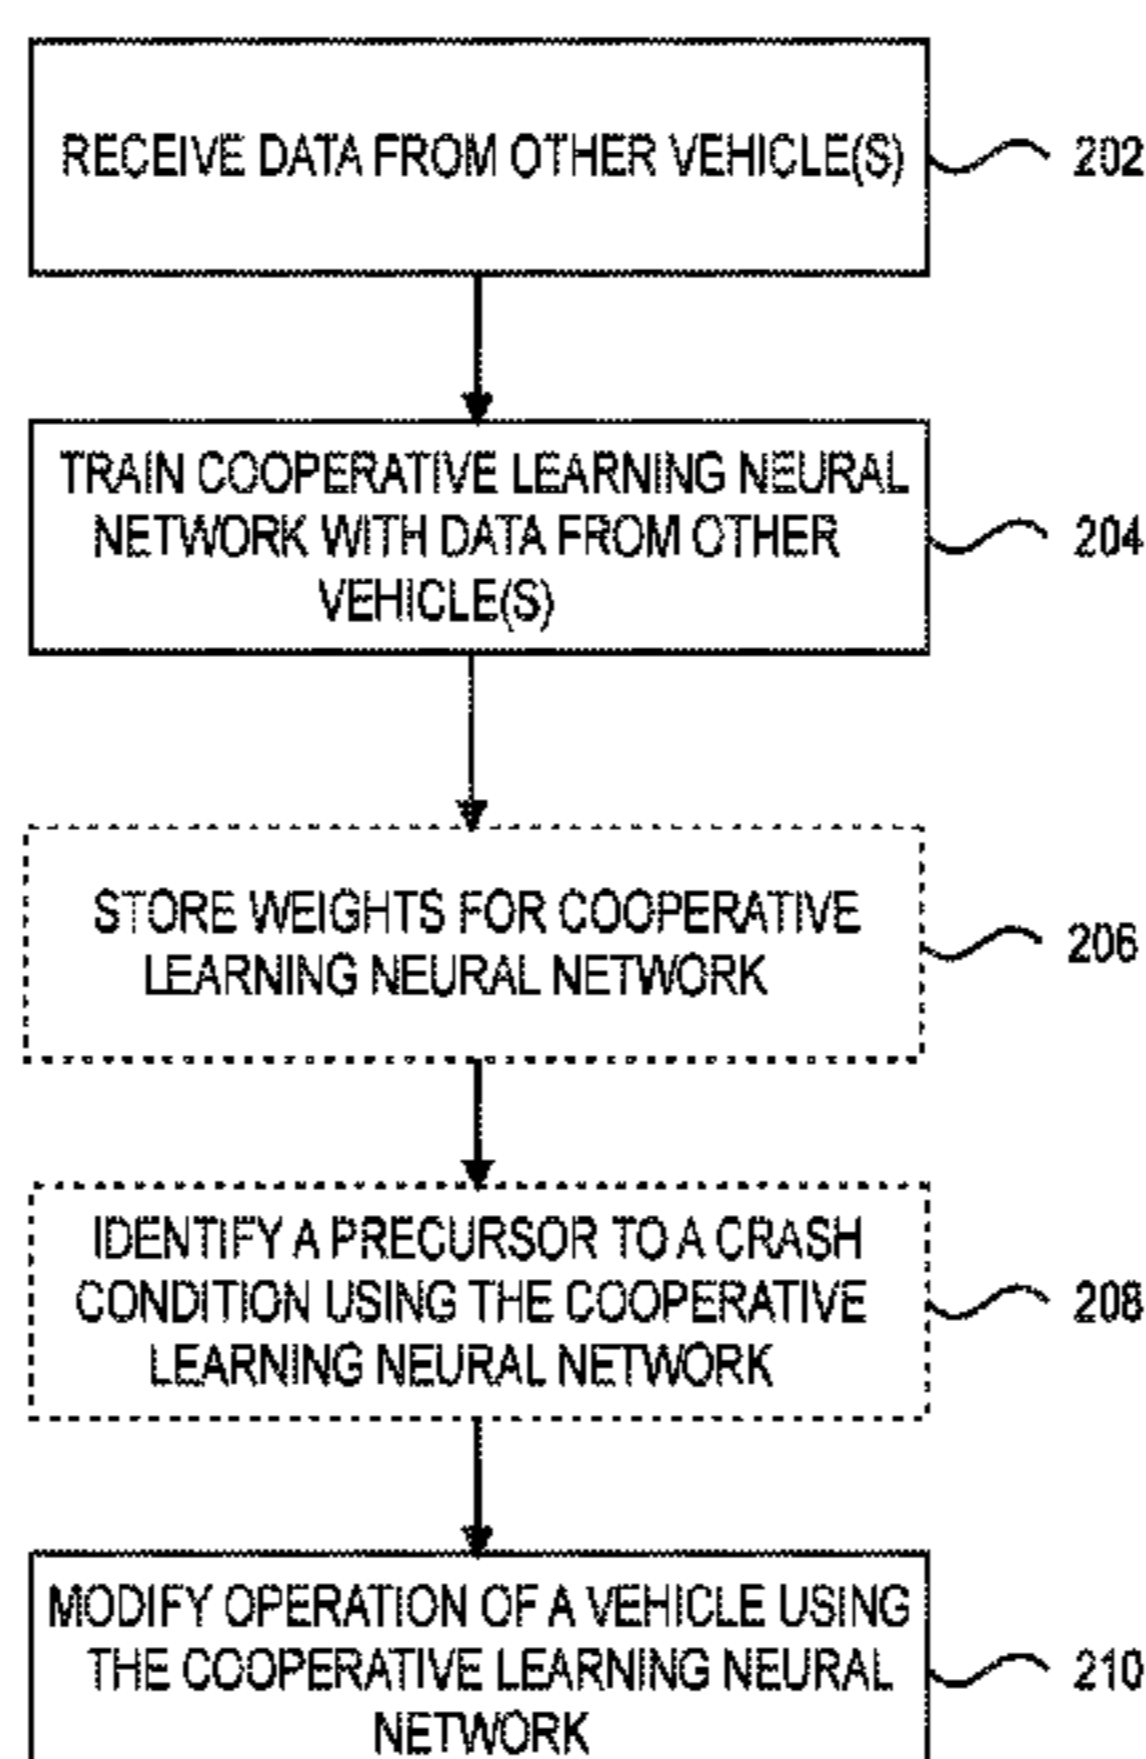 RECEIVE DATA FROM OTHER VEHICLE(S)
202
TRAIN COOPERATIVE LEARNING NEURAL
NETWORK WITH DATA FROM OTHER
VEHICLE(S)
204
STORE WEIGHTS FOR COOPERATIVE
LEARNING NEURAL NETWORK
206
IDENTIFY A PRECURSOR TO A CRASH
CONDITION USING THE COOPERATIVE
LEARNING NEURAL NETWORK
208
MODIFY OPERATION OF A VEHICLE USING
THE COOPERATIVE LEARNING NEURAL
NETWORK
210